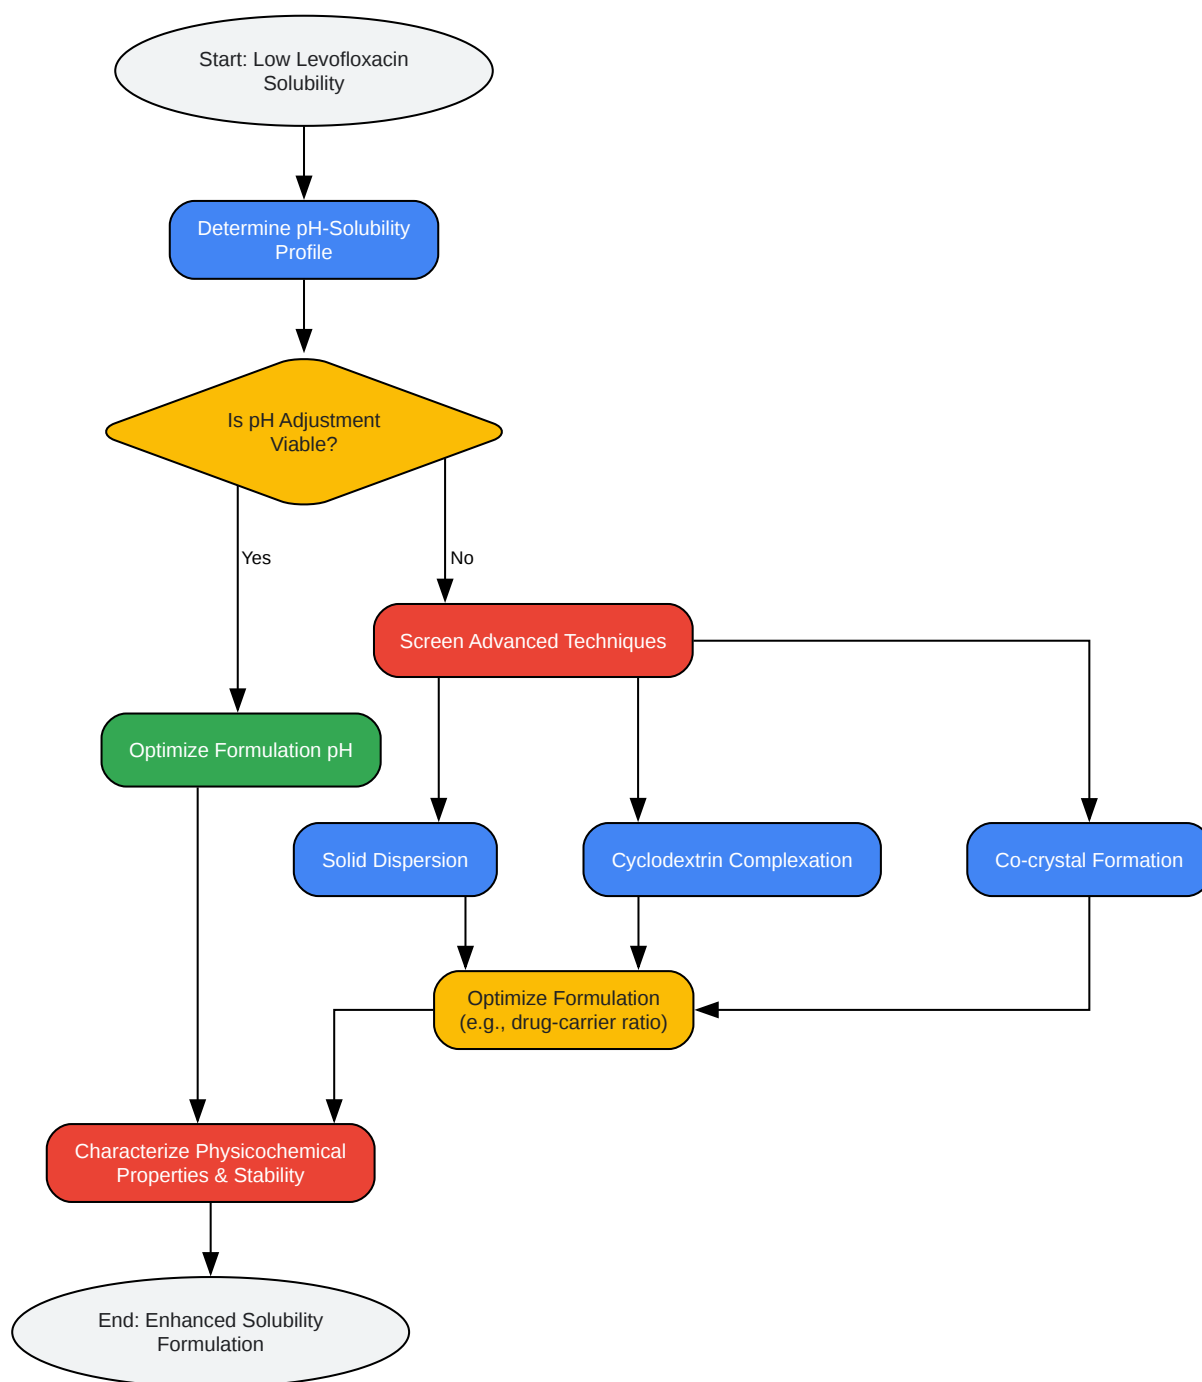 Start: Low Levofloxacin
Solubility
Determine pH-Solubility
Profile
Is pH Adjustment
Viable?
Yes
No
Screen Advanced Techniques
Optimize Formulation pH
Solid Dispersion
Cyclodextrin Complexation
Co-crystal Formation
Optimize Formulation
(e.g., drug-carrier ratio)
Characterize Physicochemical
Properties & Stability
End: Enhanced Solubility
Formulation